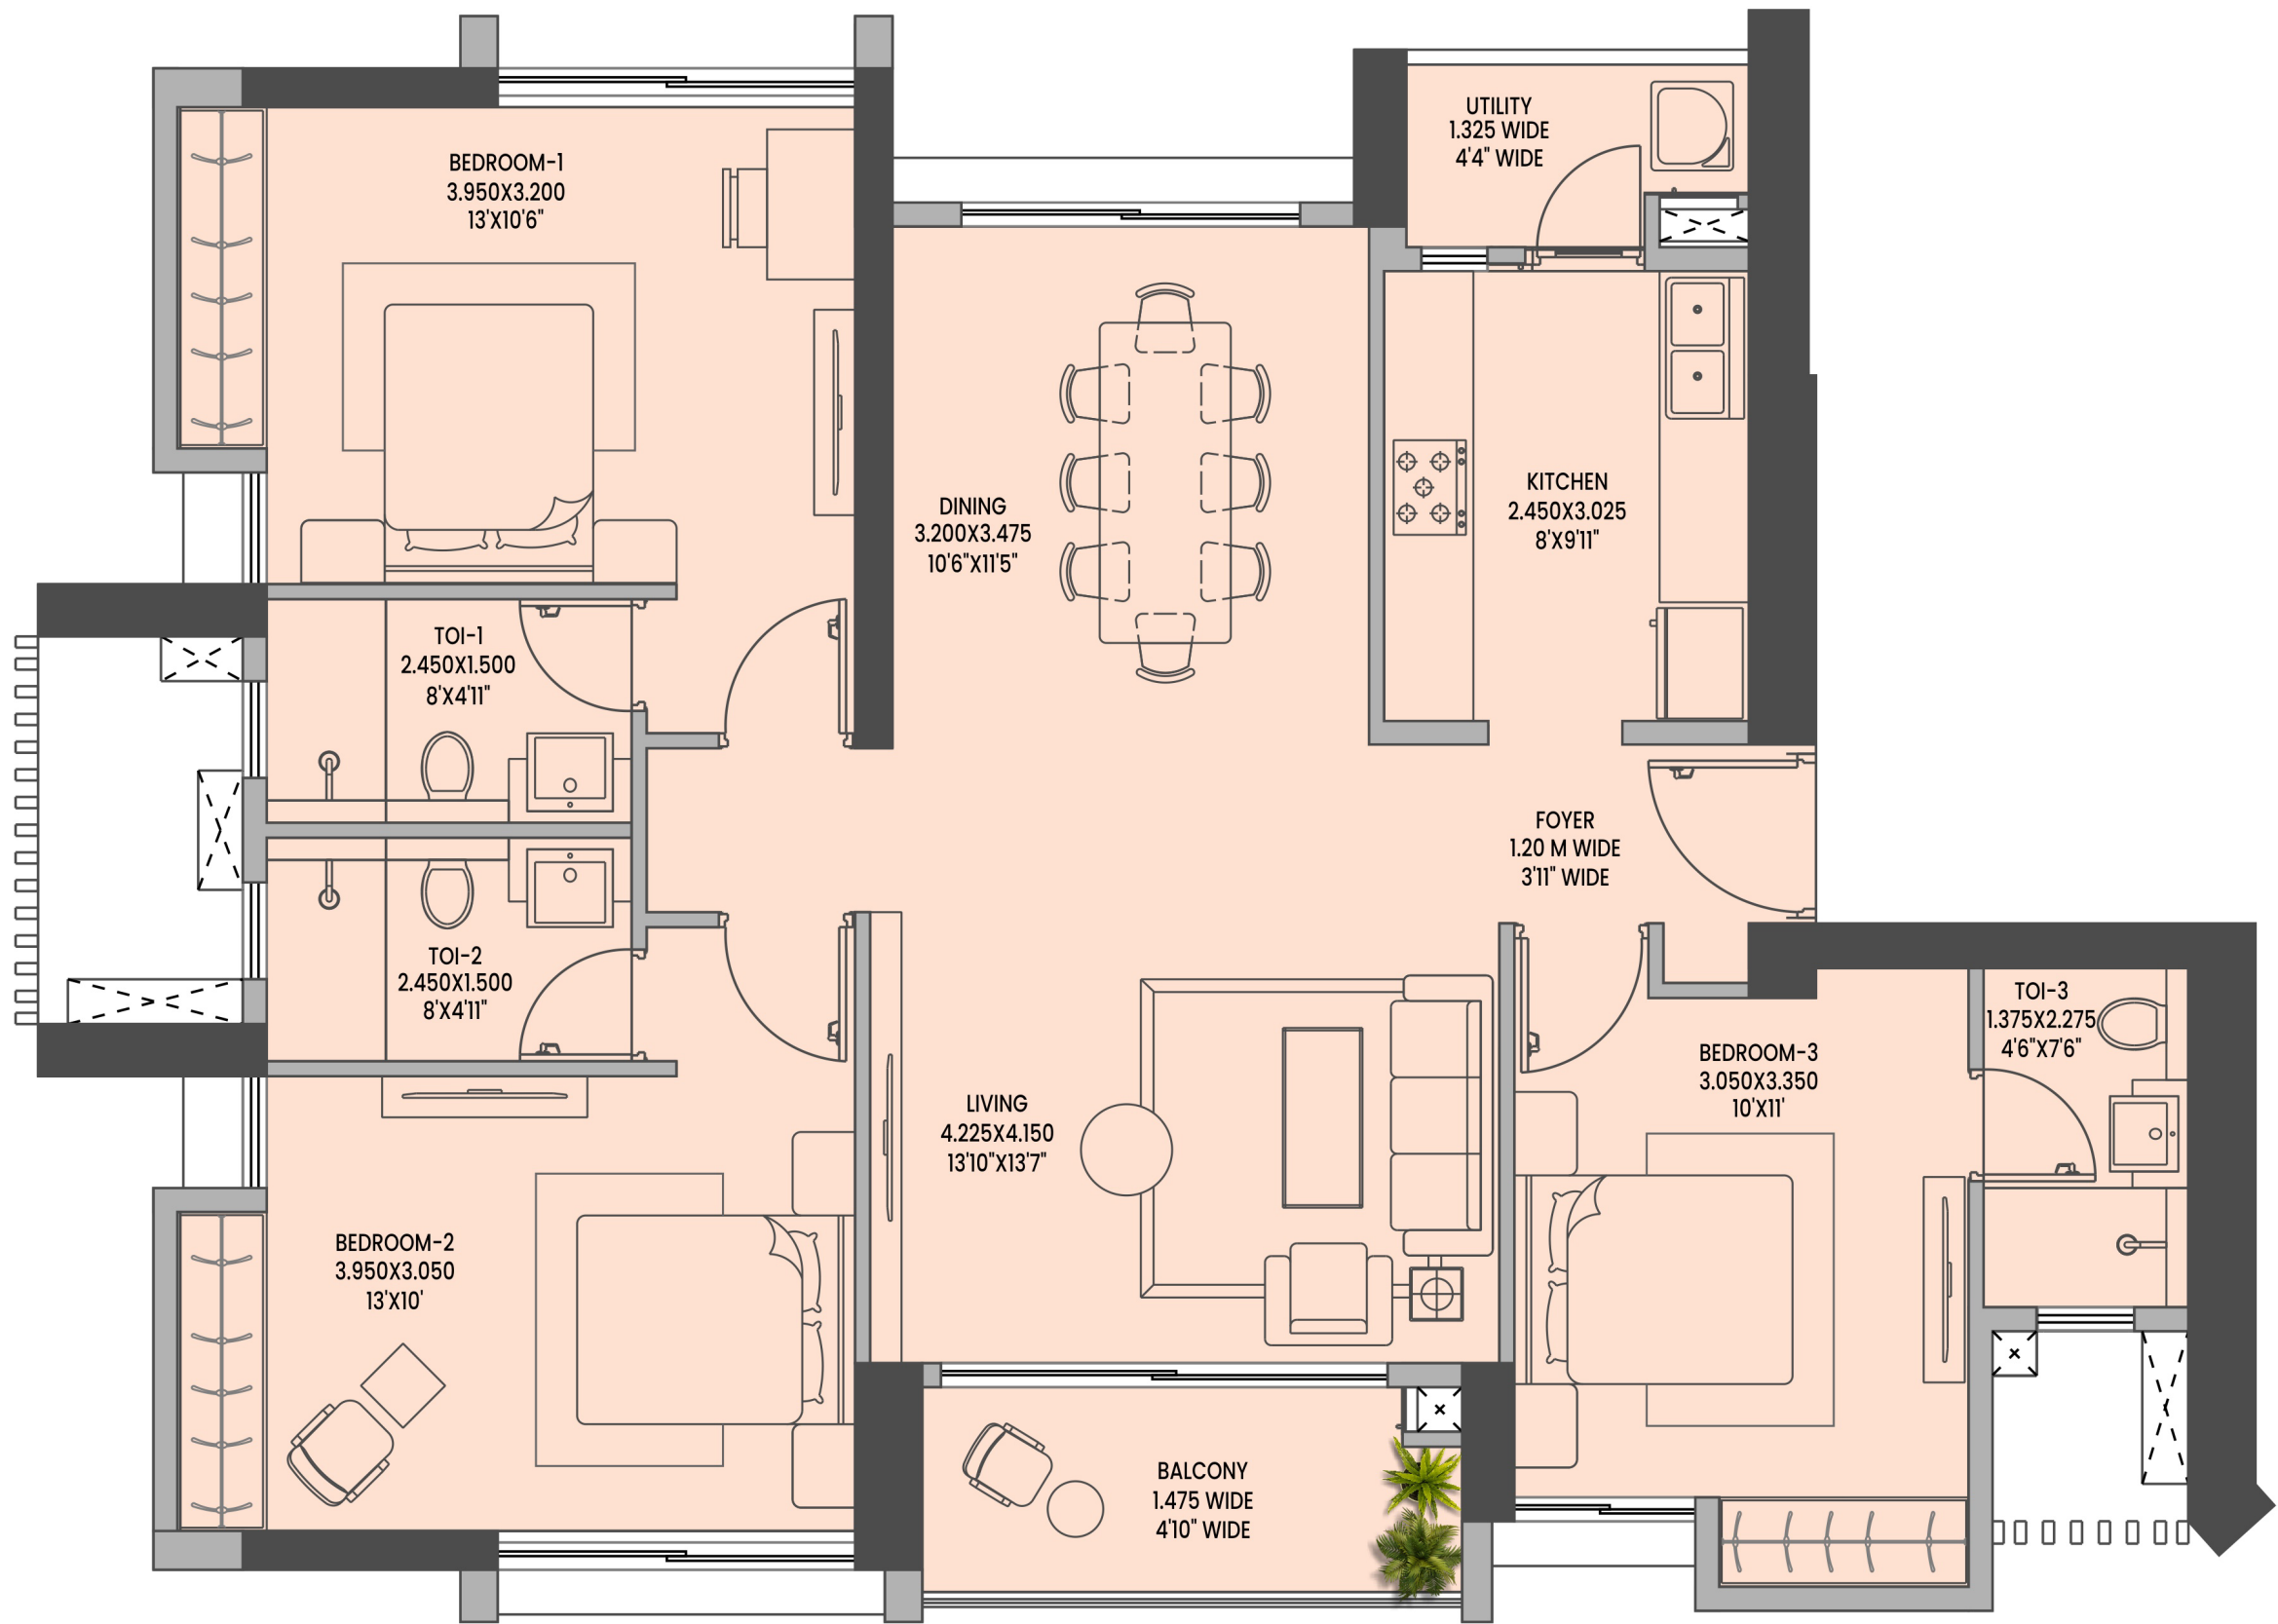 UTILITY
1.325 WIDE
4'4" WIDE
BEDROOM-1
3.950X3.200
13'X10'6"
DINING
3.200X3.475
10'6"X11'5"
KITCHEN
2.450X3.025
8'X9'11"
TOI-1
2.450X1.500
8'X4'11"
FOYER
1.20 M WIDE
3'11" WIDE
TOI-2
2.450X1.500
8'X4'11"
TOI-3
1.375X2.275
4'6"X7'6"
BEDROOM-3
3.050X3.350
10'X11'
LIVING
4.225X4.150
13'10"X13'7"
BEDROOM-2
3.950X3.050
13'X10'
BALCONY
1.475 WIDE
4'10" WIDE